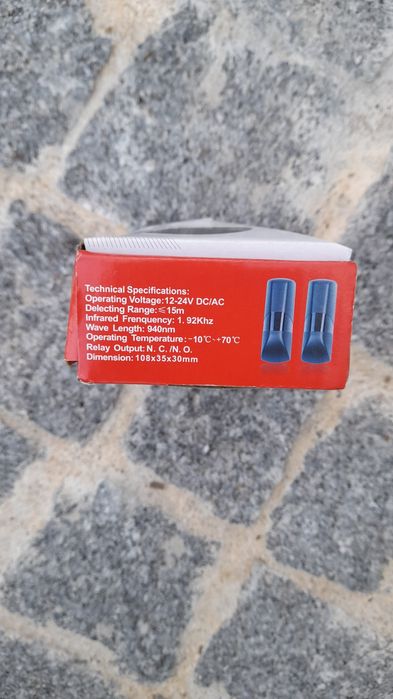 Technical Specifications:
Operating Voltage:12-24V DC/AC
Delecting Range:≤15m
Infrared Frenquency: 1. 92Khz
Wave Length: 940nm
Operating Temperature: -10℃~+70℃
Relay Output: N. C. /N. O.
Dimension: 108x35x30mm